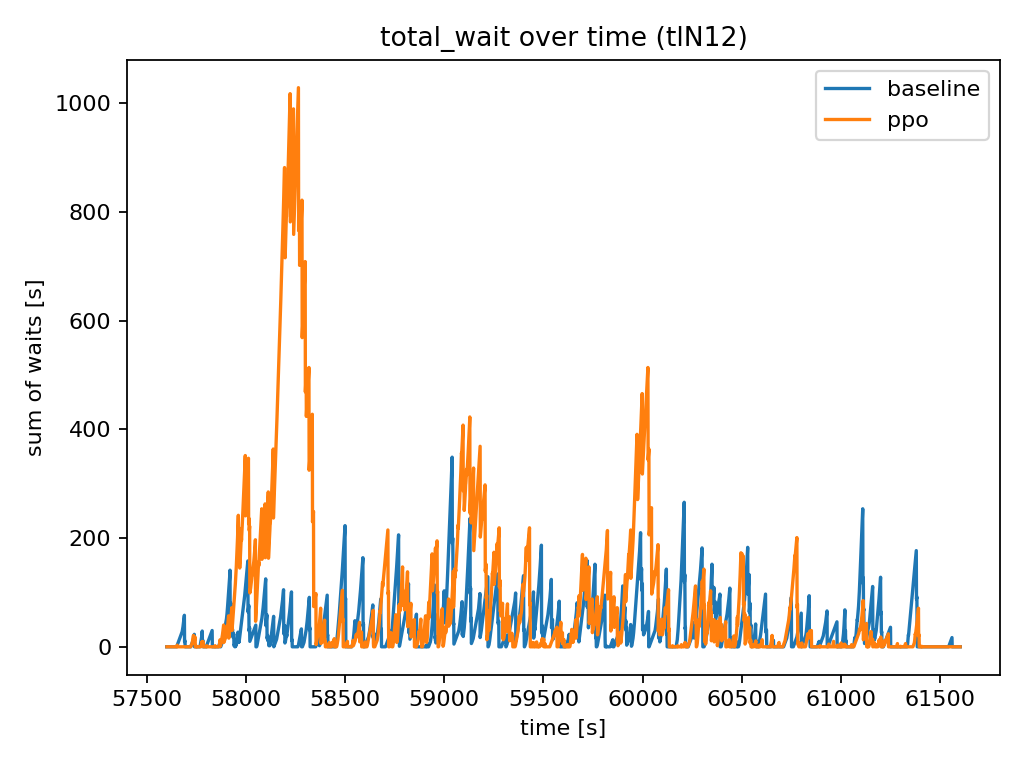 total_wait over time (tlN12)
baseline
ppo
1000
800
600
400
200
0
sum of waits [s]
57500 58000 58500 59000 59500 60000 60500 61000 61500
time [s]